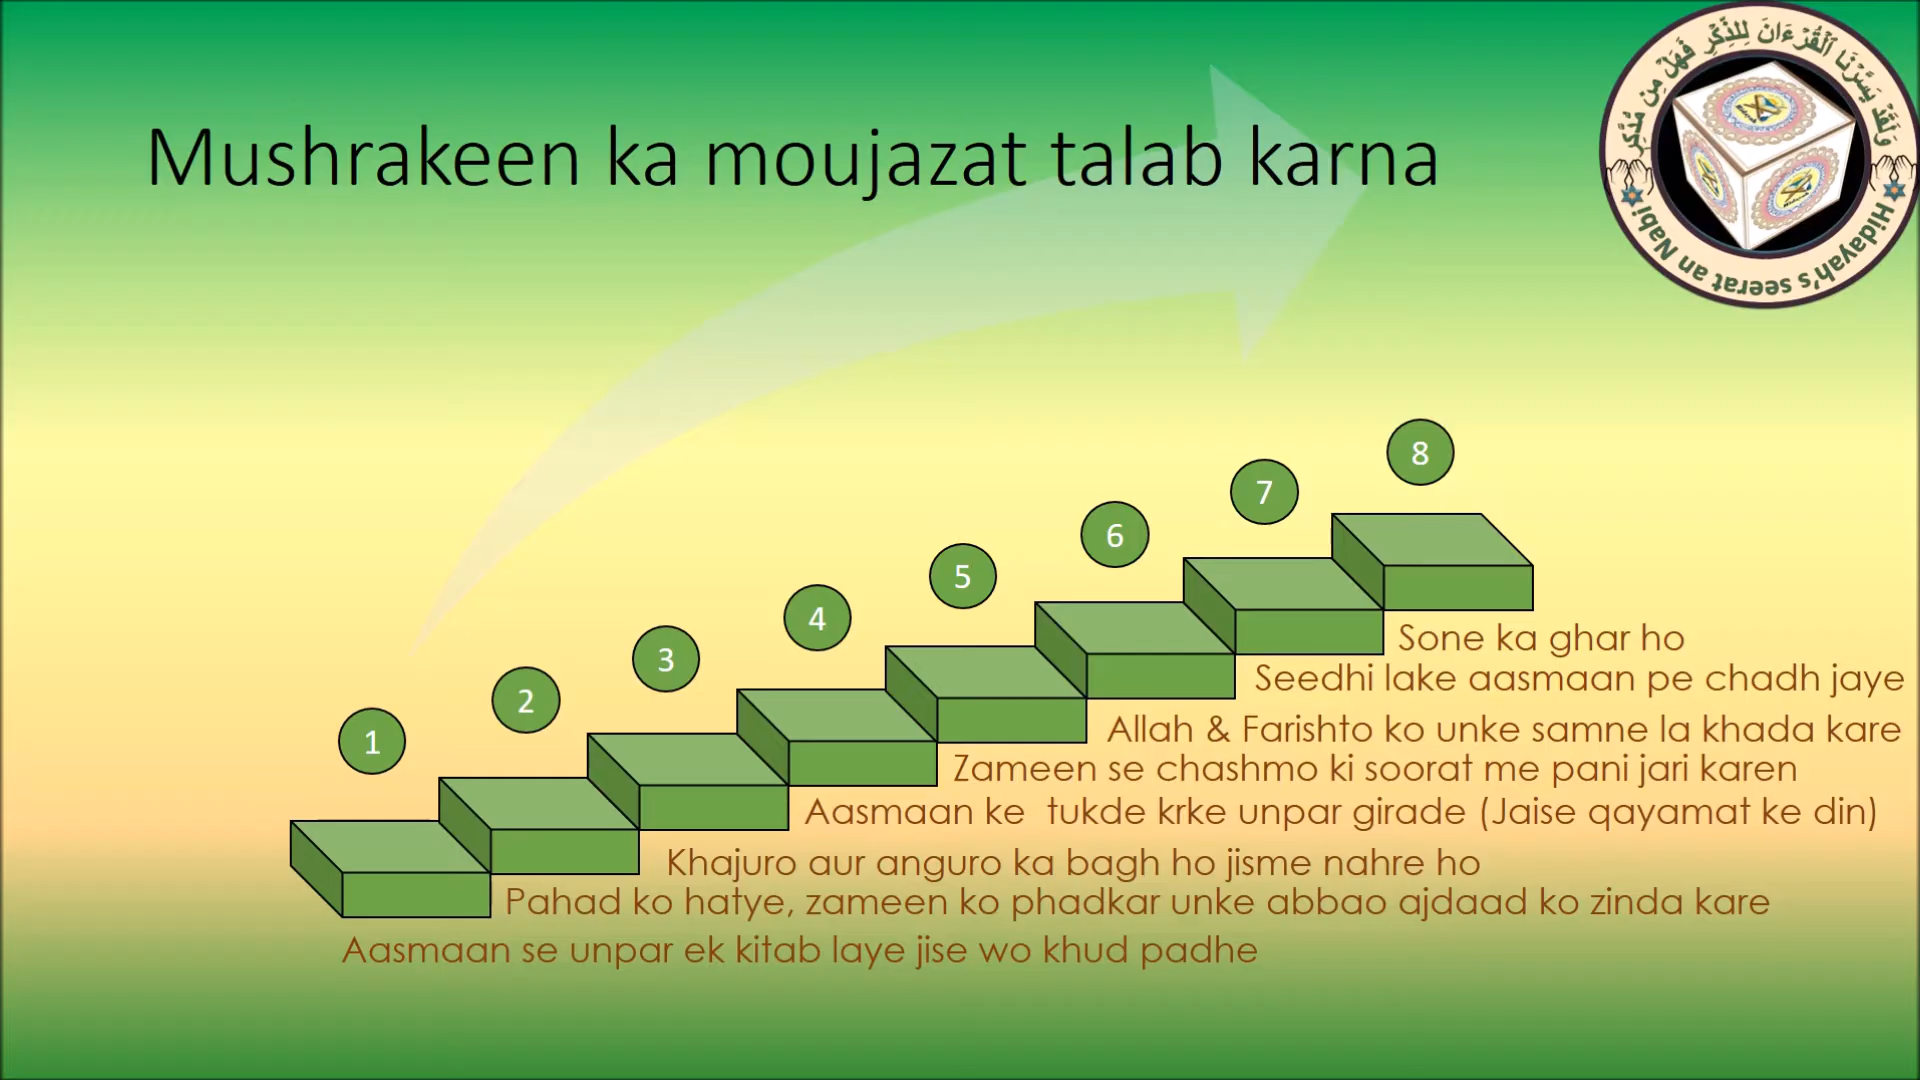 وَلَقَدْ يَسَّرْنَا ٱلْقُرْءَانَ لِلذِّكْرِ فَهَلْ مِن مُّدَّكِرٍ
Hidayah's seerat an Nabi
Mushrakeen ka moujazat talab karna
8
7
6
5
4
3
2
1
Sone ka ghar ho
Seedhi lake aasmaan pe chadh jaye
Allah & Farishto ko unke samne la khada kare
Zameen se chashmo ki soorat me pani jari karen
Aasmaan ke  tukde krke unpar girade (Jaise qayamat ke din)
Khajuro aur anguro ka bagh ho jisme nahre ho
Pahad ko hatye, zameen ko phadkar unke abbao ajdaad ko zinda kare
Aasmaan se unpar ek kitab laye jise wo khud padhe